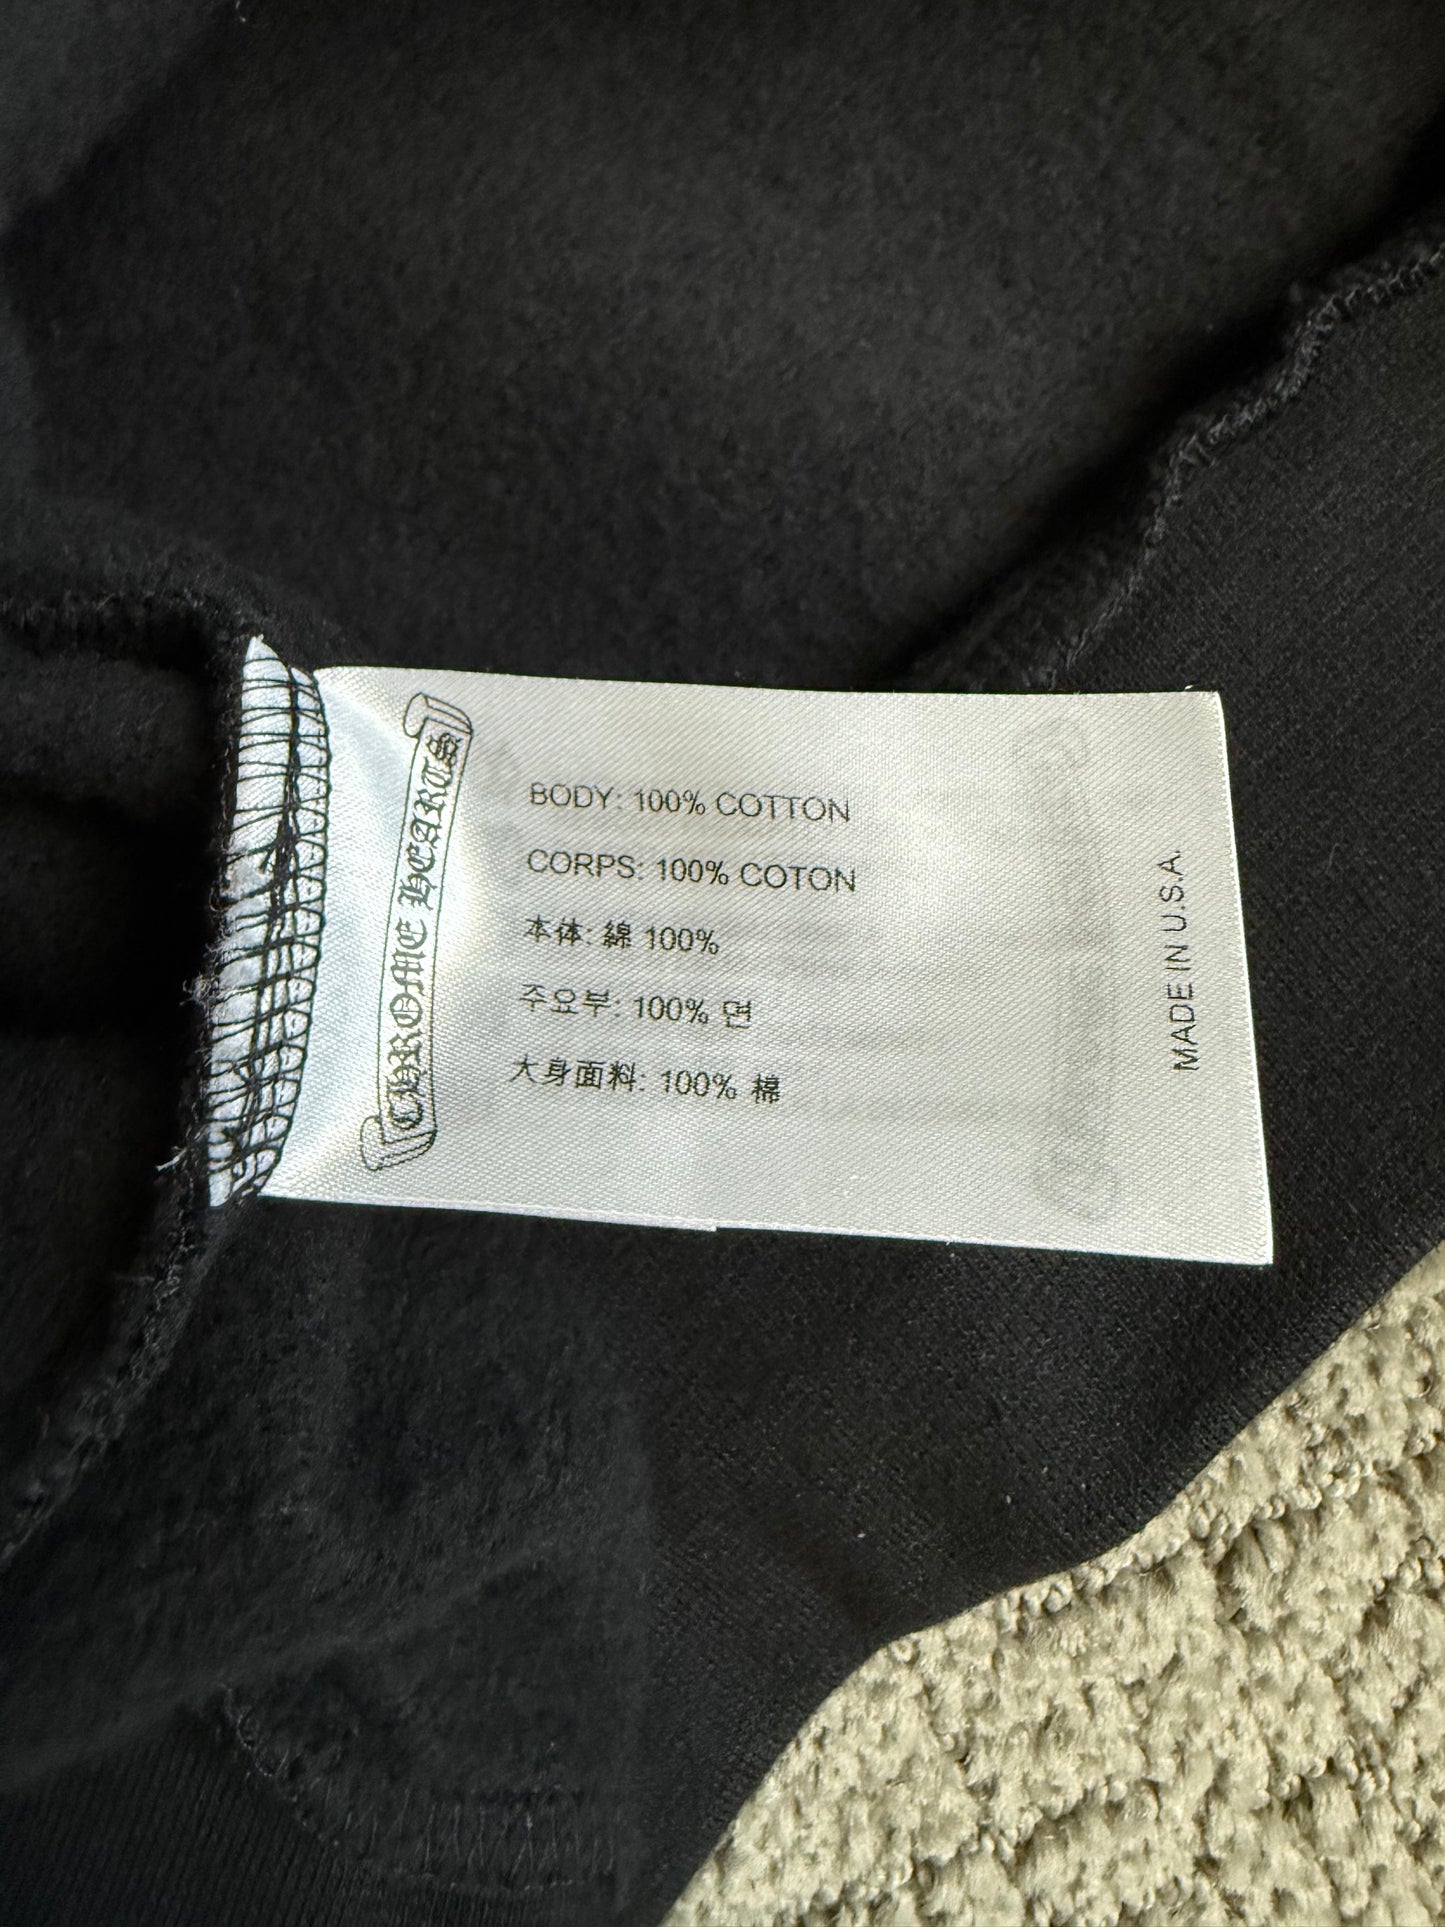 CHROME HEARTS
BODY: 100% COTTON
CORPS: 100% COTON
本体: 綿 100%
주요부: 100% 면
大身面料: 100% 棉
MADE IN U.S.A.